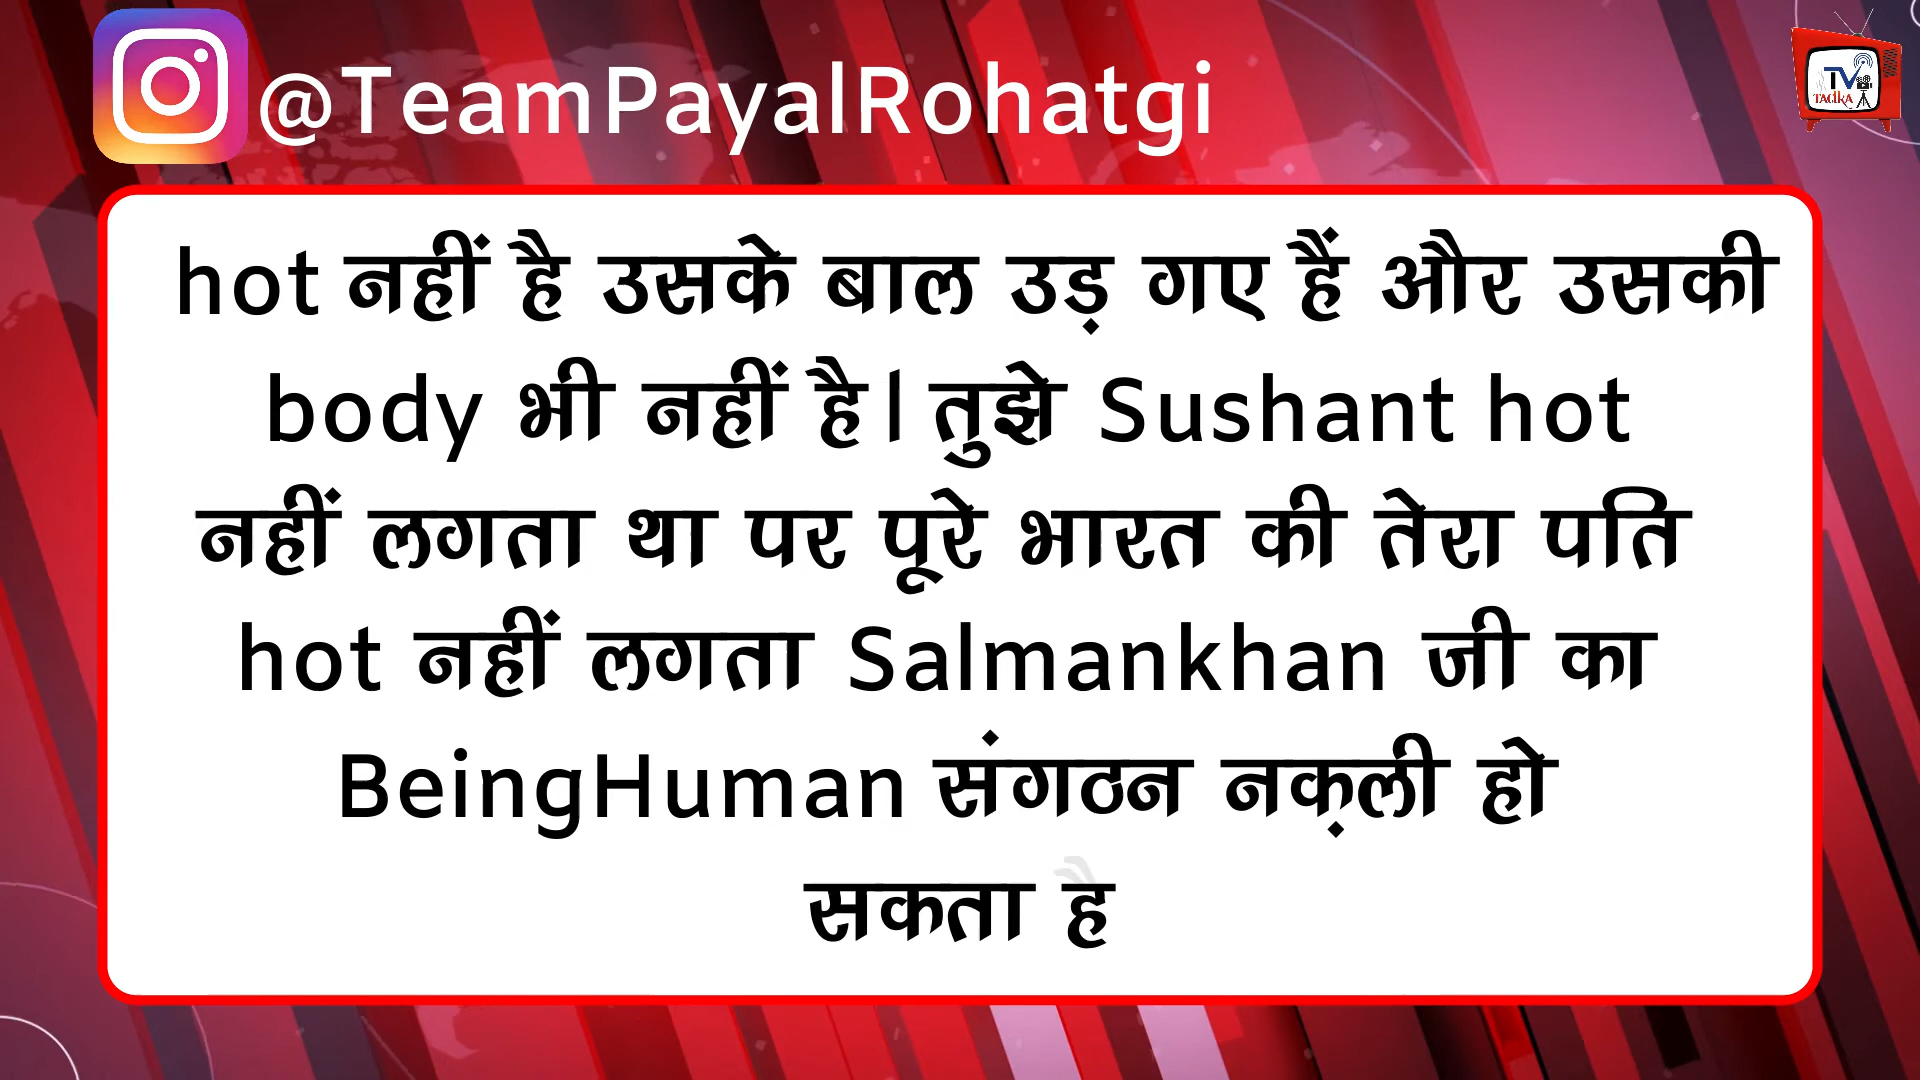 @TeamPayalRohatgi
TV
TADKA
hot नहीं है उसके बाल उड़ गए हैं और उसकी
body भी नहीं है। तुझे Sushant hot
नहीं लगता था पर पूरे भारत की तेरा पति
hot नहीं लगता Salmankhan जी का
BeingHuman संगठन नक़ली हो
सकता है